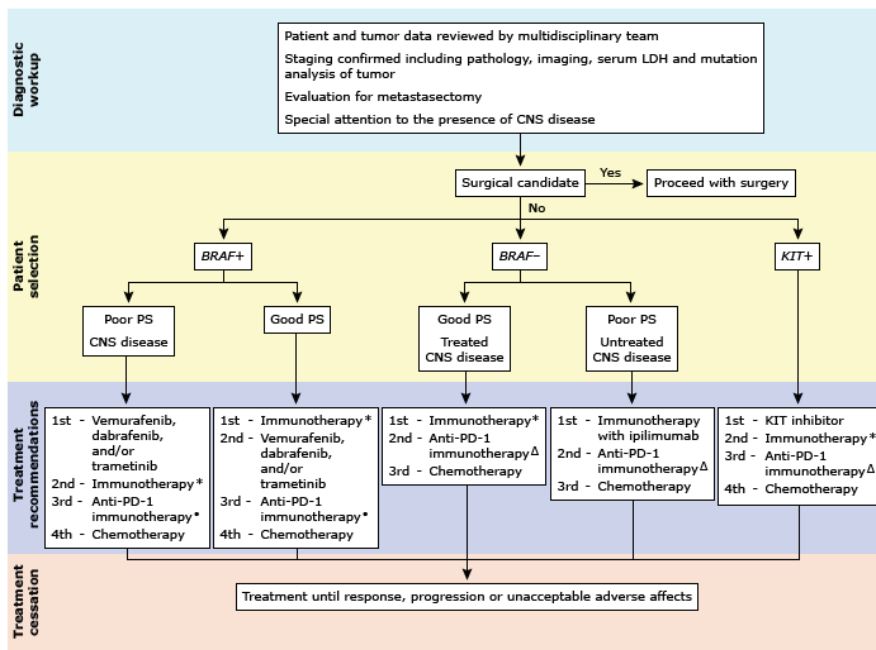 Diagnostic
workup
Patient and tumor data reviewed by multidisciplinary team
Staging confirmed including pathology, imaging, serum LDH and mutation
analysis of tumor
Evaluation for metastasectomy
Special attention to the presence of CNS disease
Patient
selection
Surgical candidate
Yes
Proceed with surgery
No
BRAF+
BRAF–
KIT+
Poor PS
CNS disease
Good PS
Good PS
Treated
CNS disease
Poor PS
Untreated
CNS disease
Treatment
recommendations
1st - Vemurafenib,
dabrafenib,
and/or
trametinib
2nd - Immunotherapy*
3rd - Anti-PD-1
immunotherapy•
4th - Chemotherapy
1st - Immunotherapy*
2nd - Vemurafenib,
dabrafenib,
and/or
trametinib
3rd - Anti-PD-1
immunotherapy•
4th - Chemotherapy
1st - Immunotherapy*
2nd - Anti-PD-1
immunotherapyΔ
3rd - Chemotherapy
1st - Immunotherapy
with ipilimumab
2nd - Anti-PD-1
immunotherapyΔ
3rd - Chemotherapy
1st - KIT inhibitor
2nd - Immunotherapy*
3rd - Anti-PD-1
immunotherapyΔ
4th - Chemotherapy
Treatment
cessation
Treatment until response, progression or unacceptable adverse affects